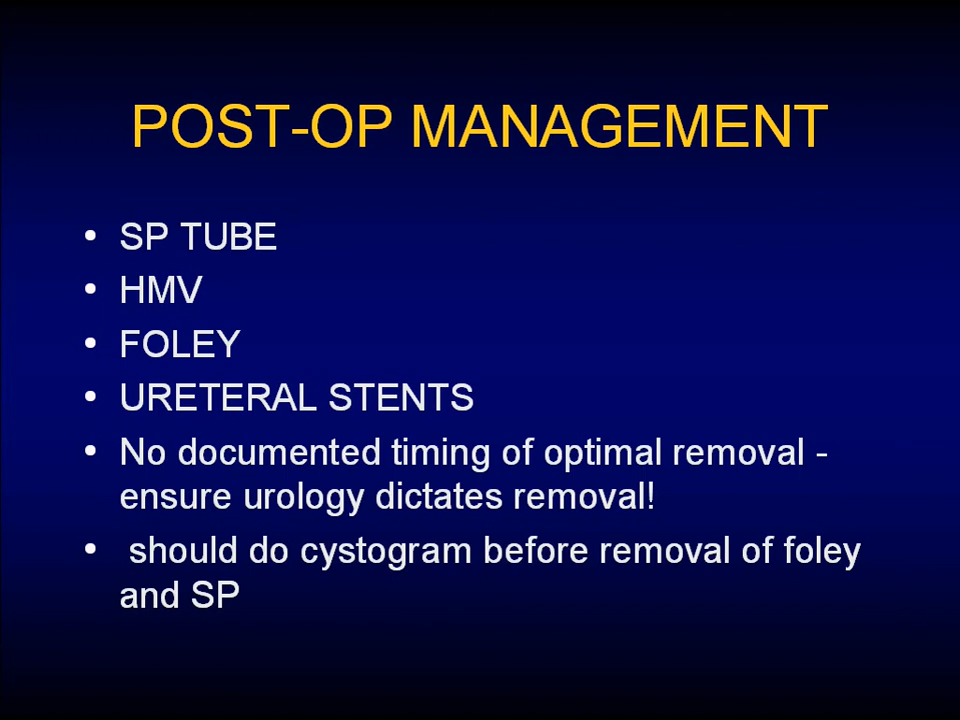 POST-OP MANAGEMENT
• SP TUBE
• HMV
• FOLEY
• URETERAL STENTS
• No documented timing of optimal removal -
ensure urology dictates removal!
• should do cystogram before removal of foley
and SP